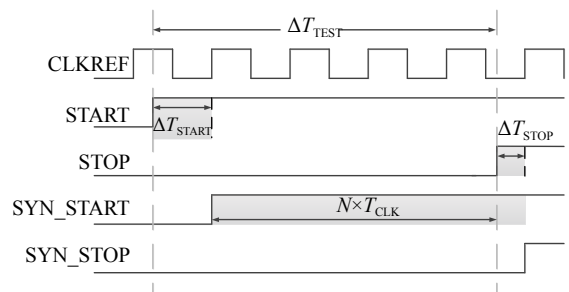 ΔT_TEST
CLKREF
START
ΔT_START
ΔT_STOP
STOP
SYN_START
N×T_CLK
SYN_STOP